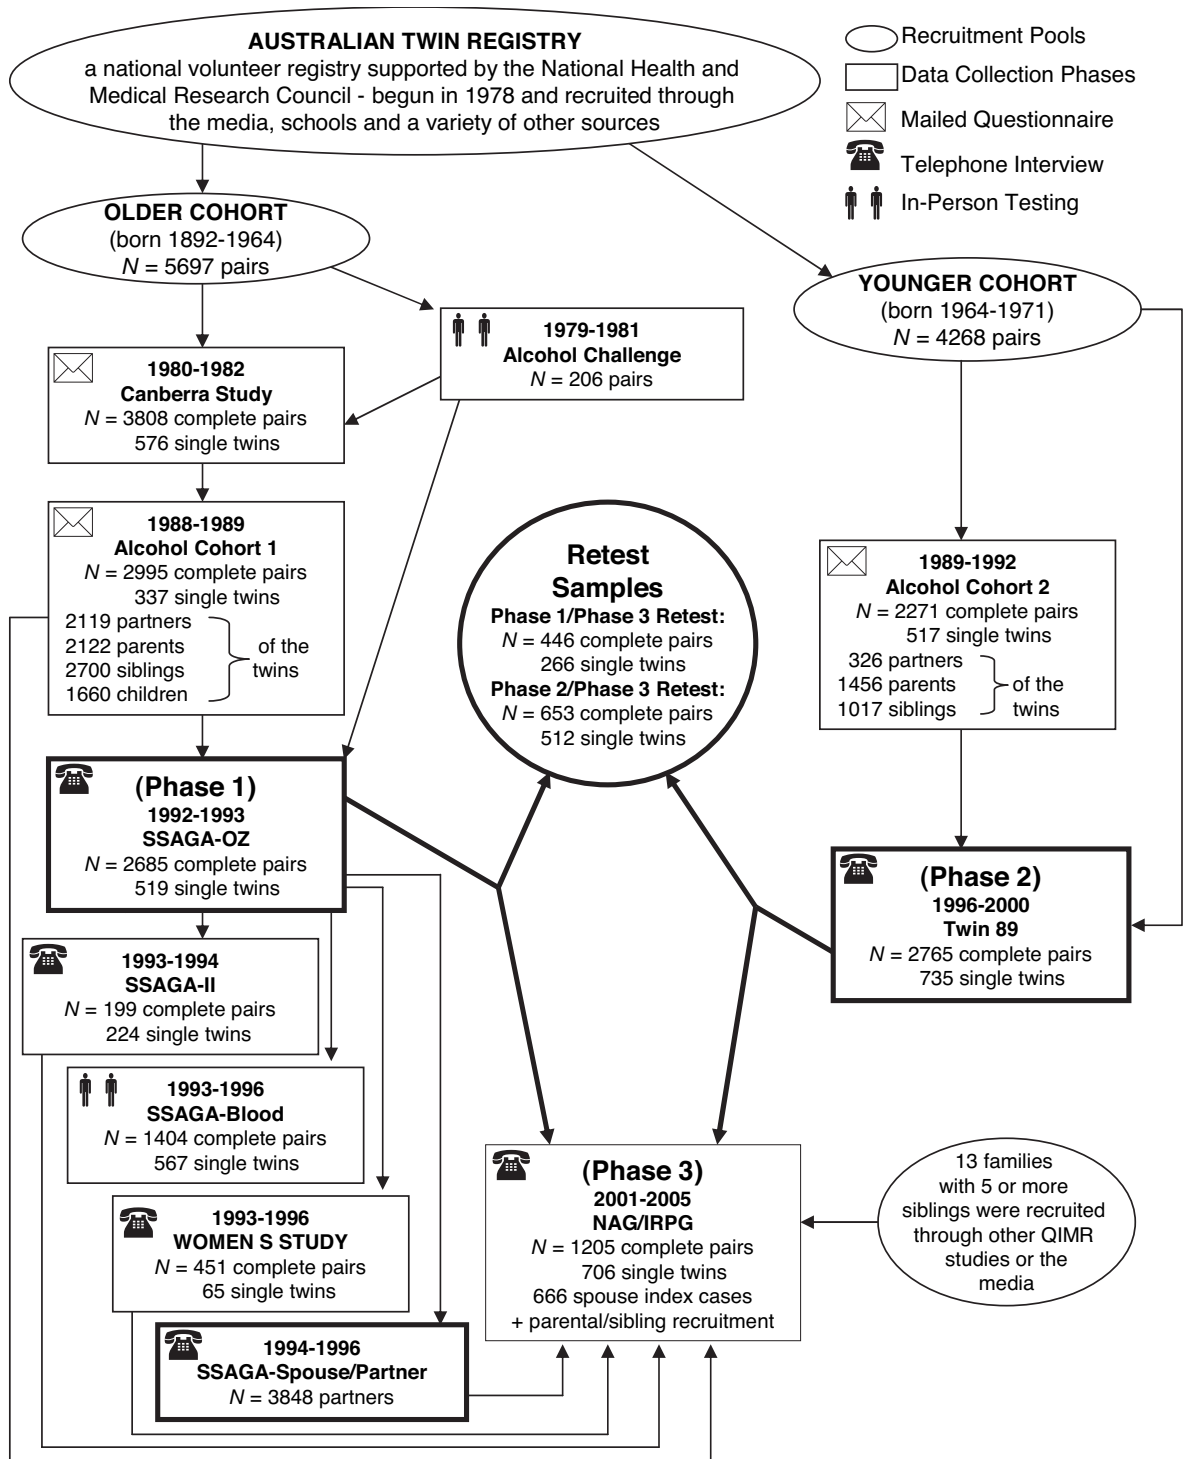 AUSTRALIAN TWIN REGISTRY
a national volunteer registry supported by the National Health and
Medical Research Council - begun in 1978 and recruited through
the media, schools and a variety of other sources
Recruitment Pools
Data Collection Phases
Mailed Questionnaire
Telephone Interview
In-Person Testing
OLDER COHORT
(born 1892-1964)
N = 5697 pairs
YOUNGER COHORT
(born 1964-1971)
N = 4268 pairs
1979-1981
Alcohol Challenge
N = 206 pairs
1980-1982
Canberra Study
N = 3808 complete pairs
576 single twins
1988-1989
Alcohol Cohort 1
N = 2995 complete pairs
337 single twins
2119 partners
2122 parents
2700 siblings
1660 children
of the
twins
Retest
Samples
Phase 1/Phase 3 Retest:
N = 446 complete pairs
266 single twins
Phase 2/Phase 3 Retest:
N = 653 complete pairs
512 single twins
1989-1992
Alcohol Cohort 2
N = 2271 complete pairs
517 single twins
326 partners
1456 parents
1017 siblings
of the
twins
(Phase 1)
1992-1993
SSAGA-OZ
N = 2685 complete pairs
519 single twins
(Phase 2)
1996-2000
Twin 89
N = 2765 complete pairs
735 single twins
1993-1994
SSAGA-II
N = 199 complete pairs
224 single twins
1993-1996
SSAGA-Blood
N = 1404 complete pairs
567 single twins
1993-1996
WOMEN S STUDY
N = 451 complete pairs
65 single twins
1994-1996
SSAGA-Spouse/Partner
N = 3848 partners
(Phase 3)
2001-2005
NAG/IRPG
N = 1205 complete pairs
706 single twins
666 spouse index cases
+ parental/sibling recruitment
13 families
with 5 or more
siblings were recruited
through other QIMR
studies or the
media